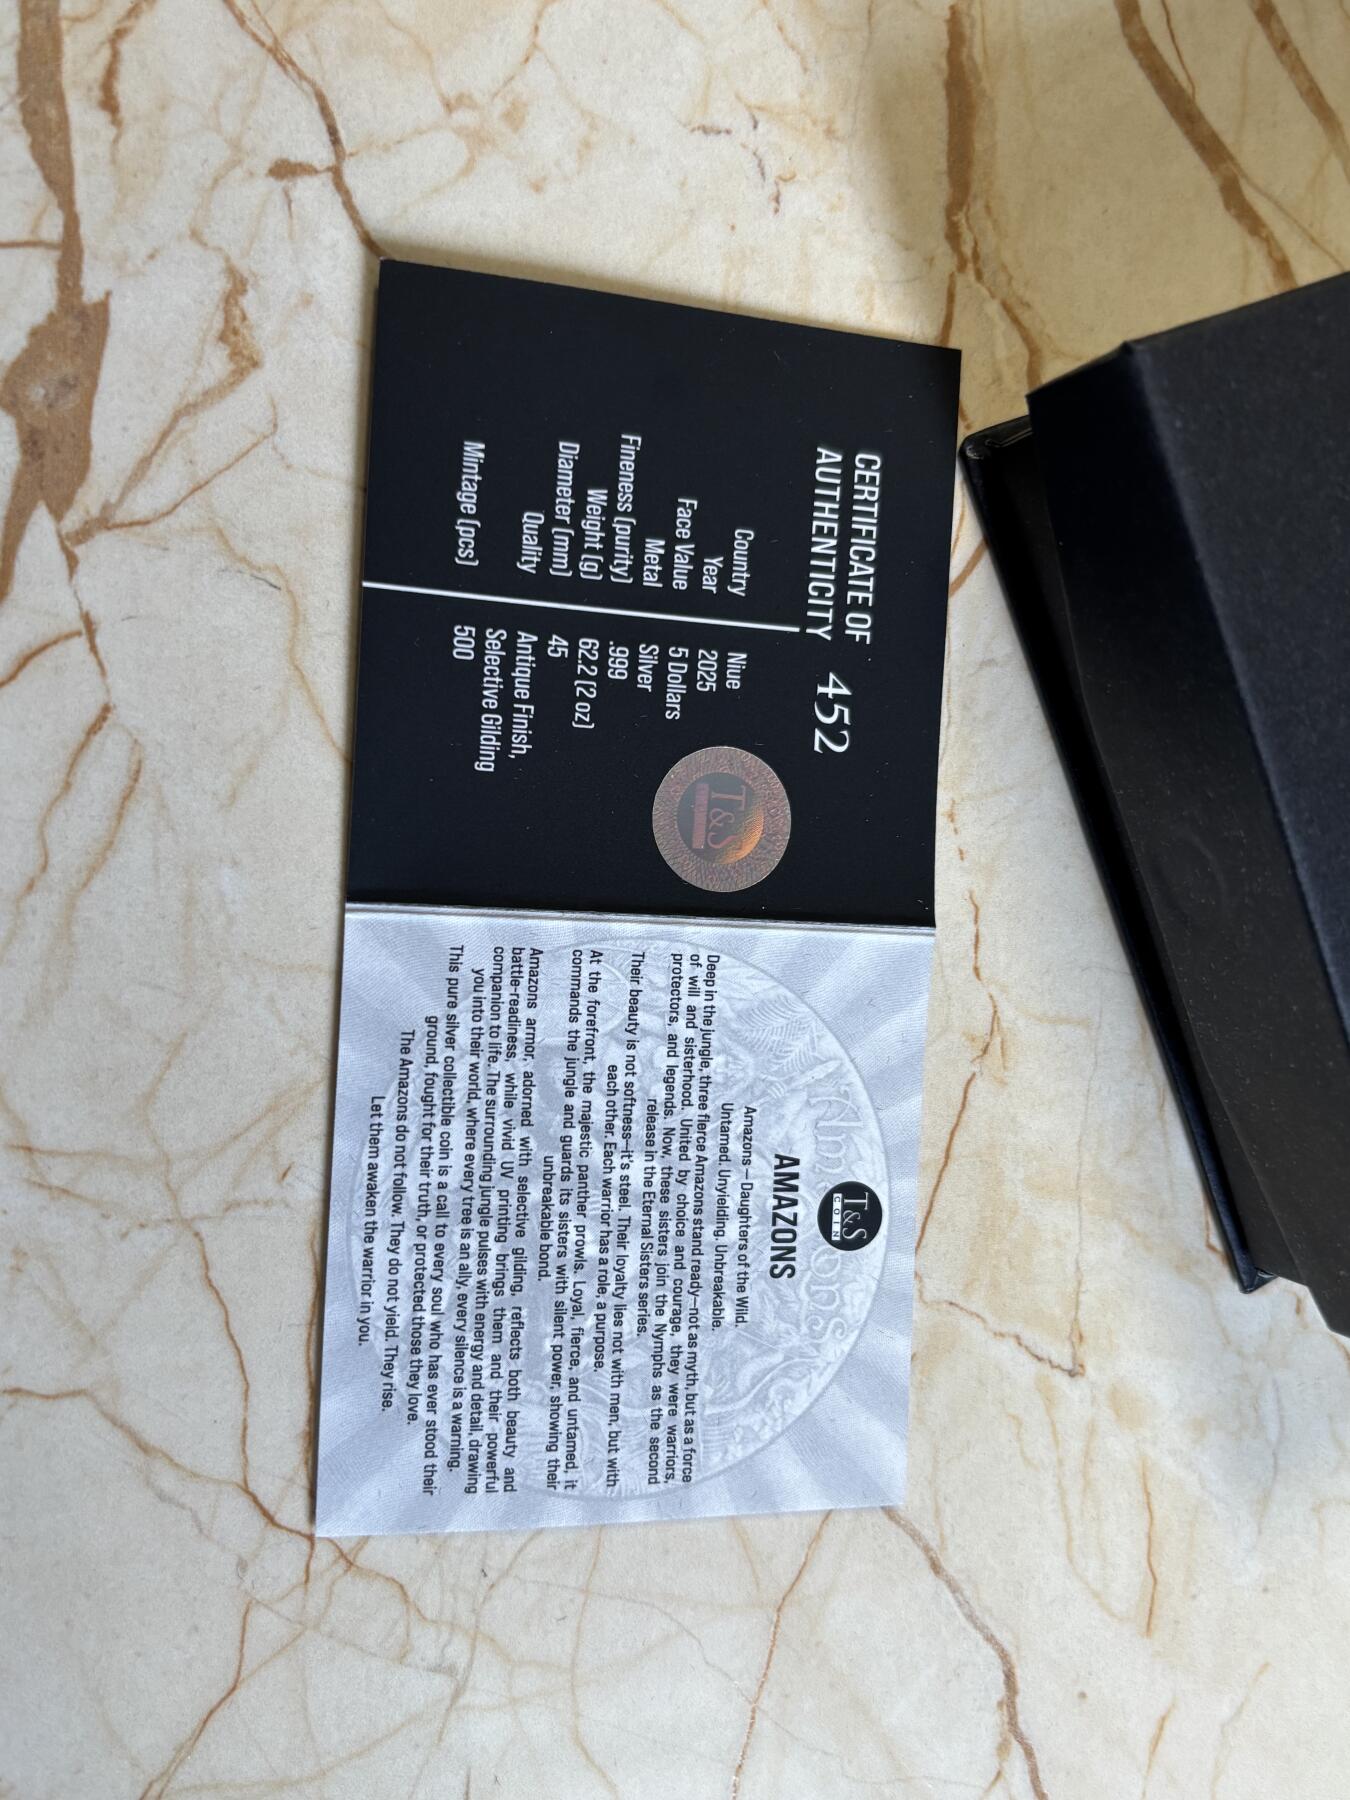 CERTIFICATE OF
AUTHENTICITY 452
Country Niue
Year 2025
Face Value 5 Dollars
Metal Silver
Fineness (purity) .999
Weight (g) 62.2 (2 oz)
Diameter (mm) 45
Quality Antique Finish,
Selective Gilding
Mintage (pcs) 500
T&S
T&S
COIN
AMAZONS
Amazons — Daughters of the Wild.
Untamed. Unyielding. Unbreakable.
Deep in the jungle, three fierce Amazons stand ready—not as myth, but as a force
of will and sisterhood. United by choice and courage, they were warriors,
protectors, and legends. Now, these sisters join the Nymphs as the second
release in the Eternal Sisters series.
Their beauty is not softness—it's steel. Their loyalty lies not with men, but with
each other. Each warrior has a role, a purpose.
At the forefront, the majestic panther prowls. Loyal, fierce, and untamed, it
commands the jungle and guards its sisters with silent power, showing their
unbreakable bond.
Amazons armor, adorned with selective gilding, reflects both beauty and
battle-readiness, while vivid UV printing brings them and their powerful
companion to life. The surrounding jungle pulses with energy and detail, drawing
you into their world, where every tree is an ally, every silence is a warning.
This pure silver collectible coin is a call to every soul who has ever stood their
ground, fought for their truth, or protected those they love.
The Amazons do not follow. They do not yield. They rise.
Let them awaken the warrior in you.